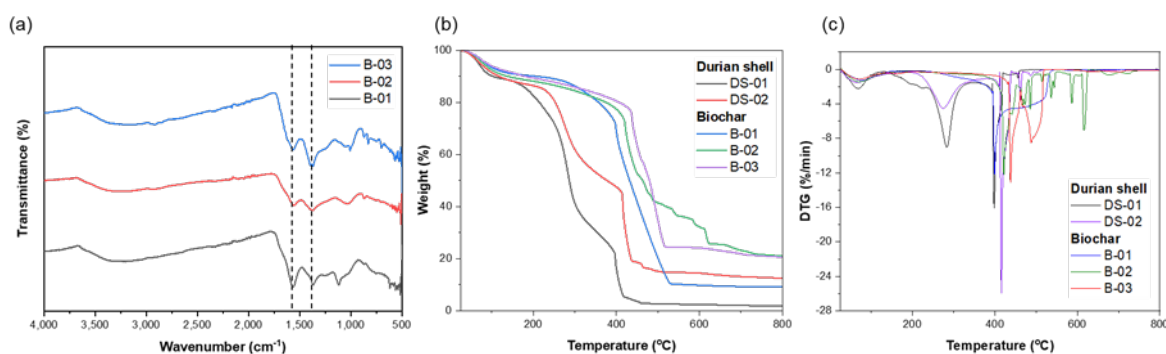 (a)
B-03
B-02
B-01
Transmittance (%)
4,000 3,500 3,000 2,500 2,000 1,500 1,000 500
Wavenumber (cm⁻¹)
(b)
100
80
60
40
20
0
Weight (%)
Durian shell
DS-01
DS-02
Biochar
B-01
B-02
B-03
200 400 600 800
Temperature (°C)
(c)
0
-4
-8
-12
-16
-20
-24
-28
DTG (%/min)
Durian shell
DS-01
DS-02
Biochar
B-01
B-02
B-03
0 200 400 600 800
Temperature (°C)